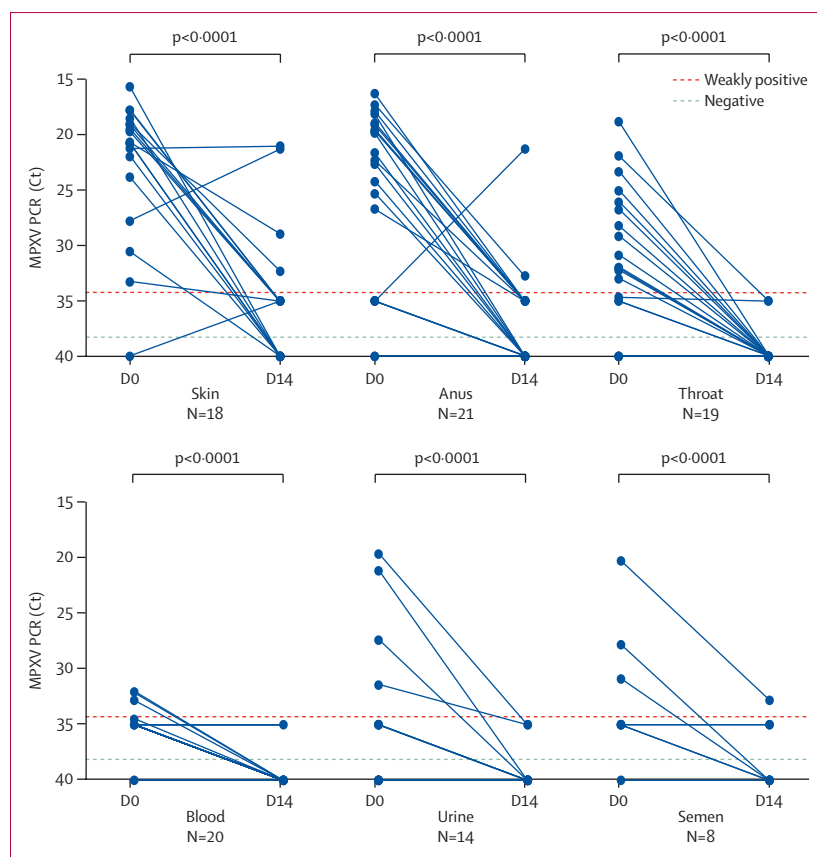 p<0·0001 p<0·0001 p<0·0001
Weakly positive
Negative
MPXV PCR (Ct)
15
20
25
30
35
40
D0 D14 D0 D14 D0 D14
Skin Anus Throat
N=18 N=21 N=19
p<0·0001 p<0·0001 p<0·0001
MPXV PCR (Ct)
15
20
25
30
35
40
D0 D14 D0 D14 D0 D14
Blood Urine Semen
N=20 N=14 N=8